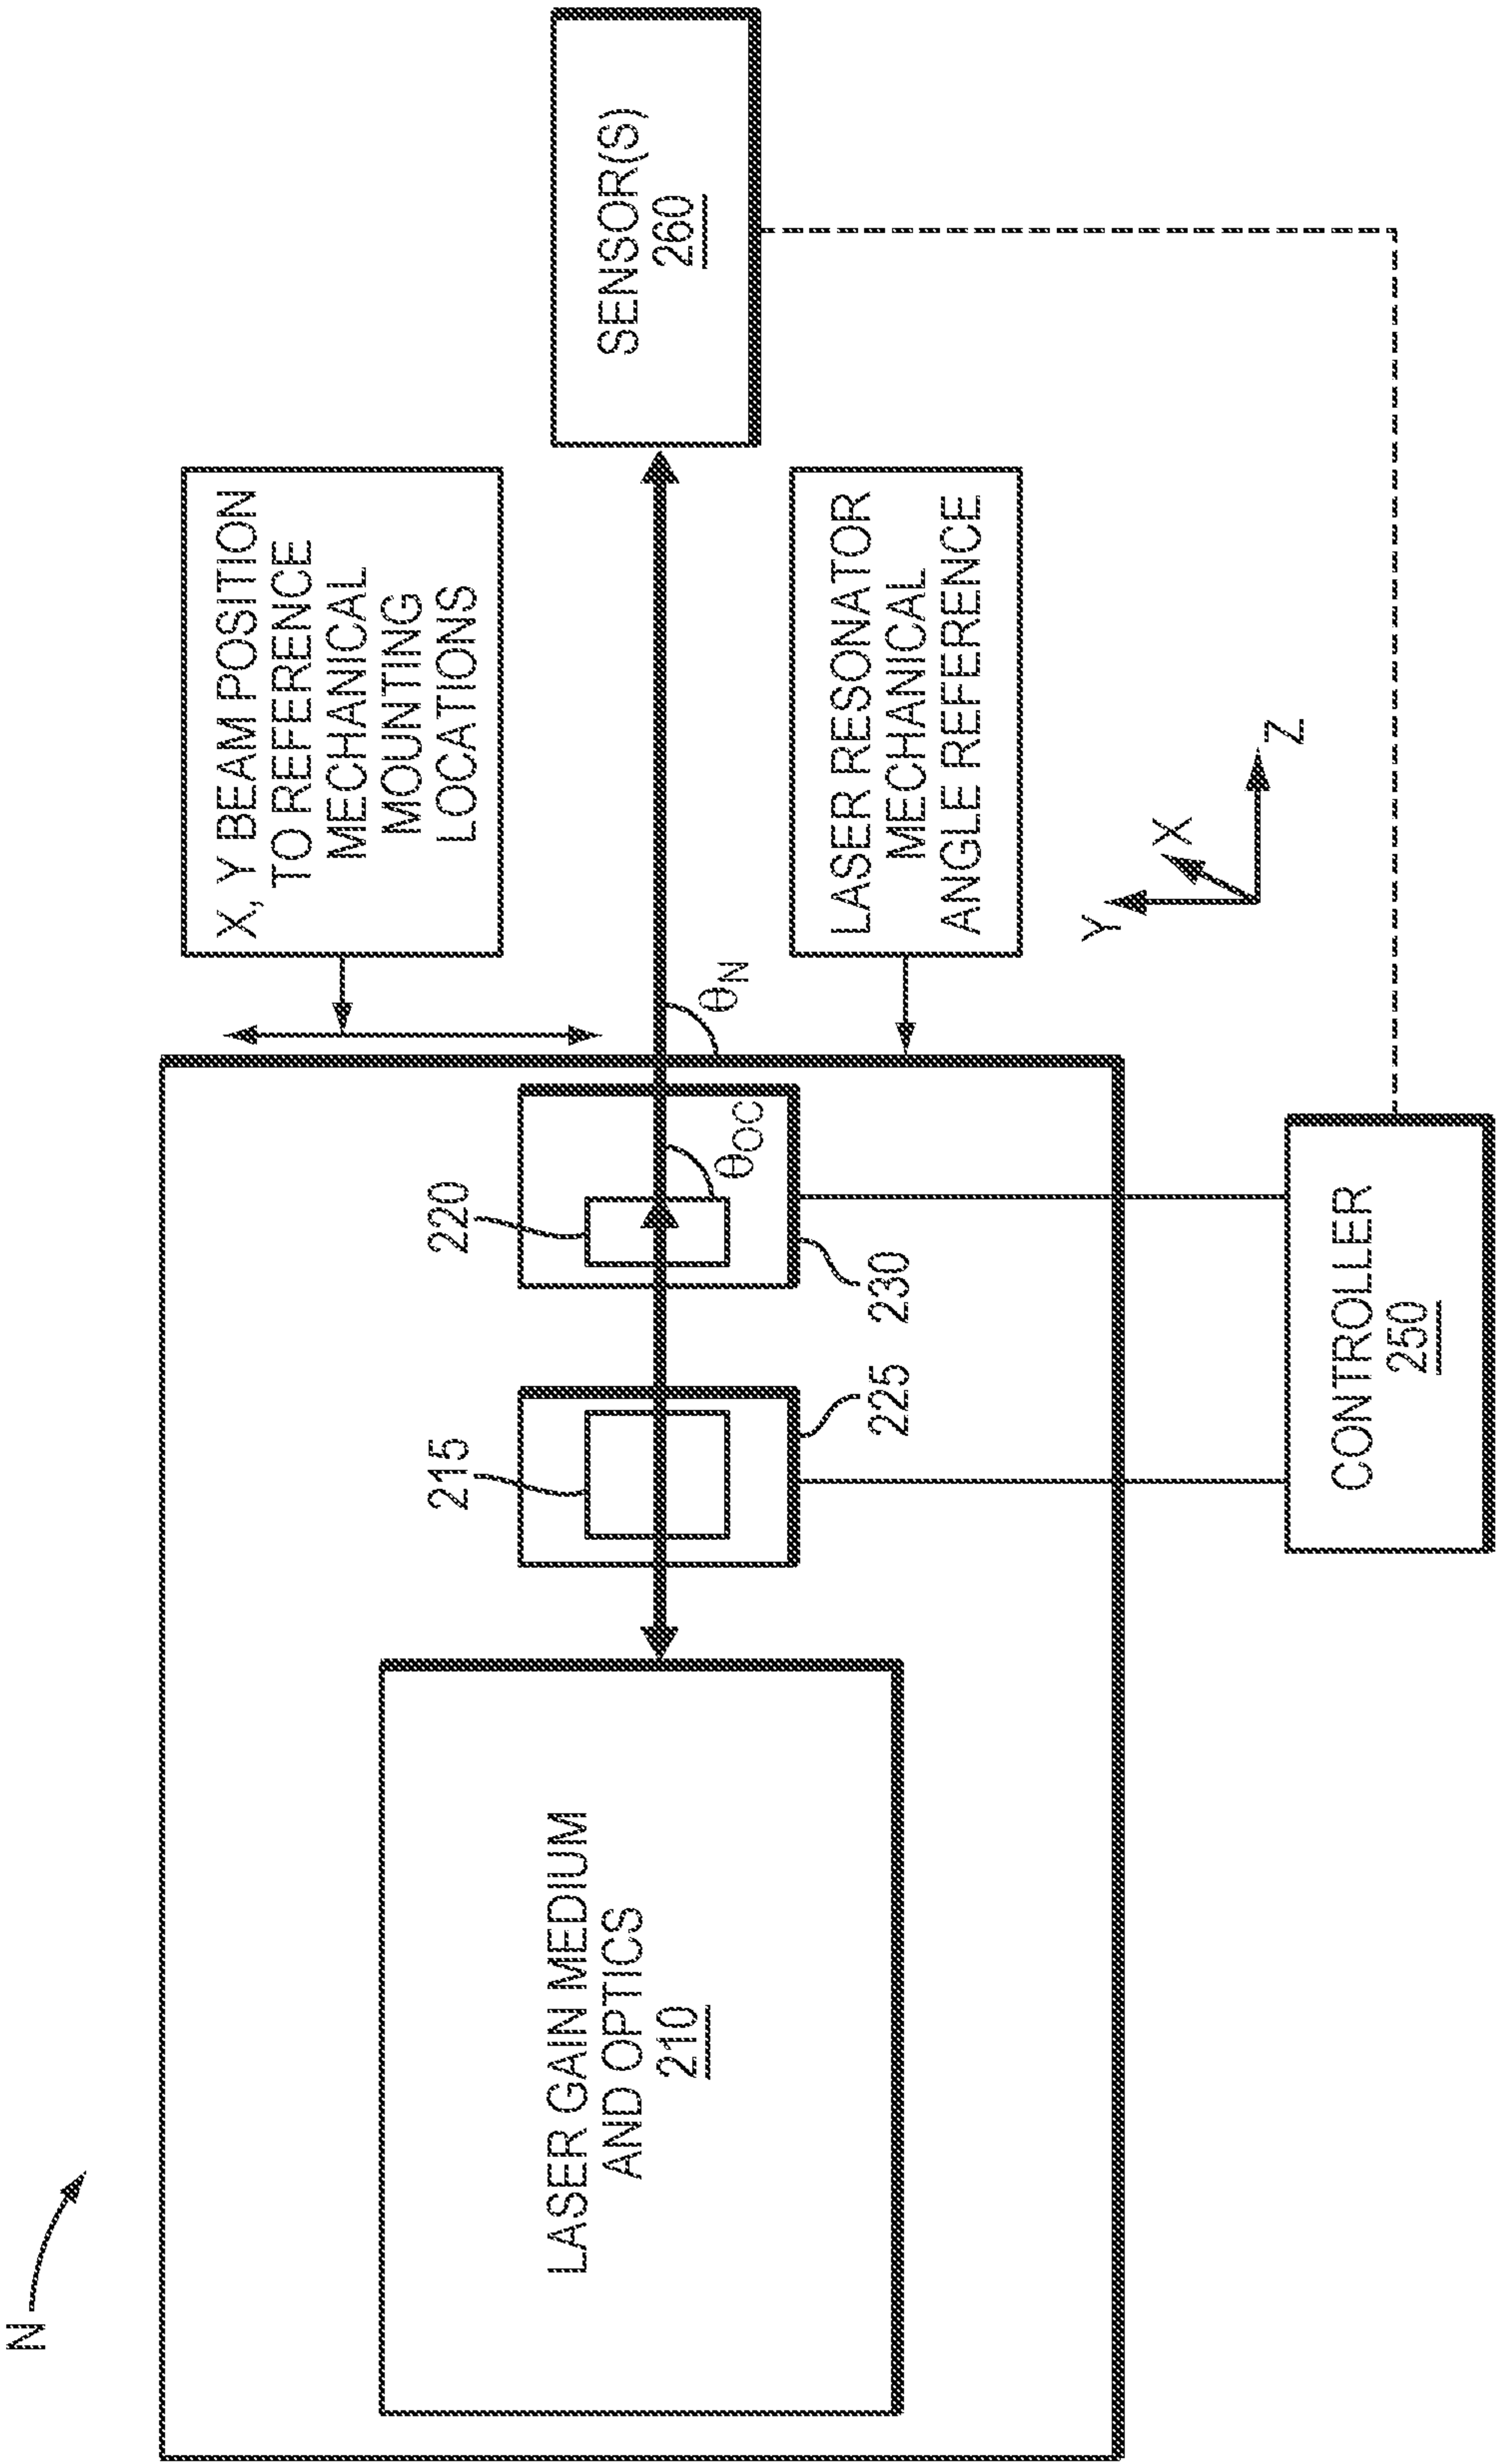 N
LASER GAIN MEDIUM
AND OPTICS
210
215
220
225
230
θOC
θN
X, Y BEAM POSITION
TO REFERENCE
MECHANICAL
MOUNTING
LOCATIONS
LASER RESONATOR
MECHANICAL
ANGLE REFERENCE
SENSOR(S)
260
Y
X
Z
CONTROLLER
250